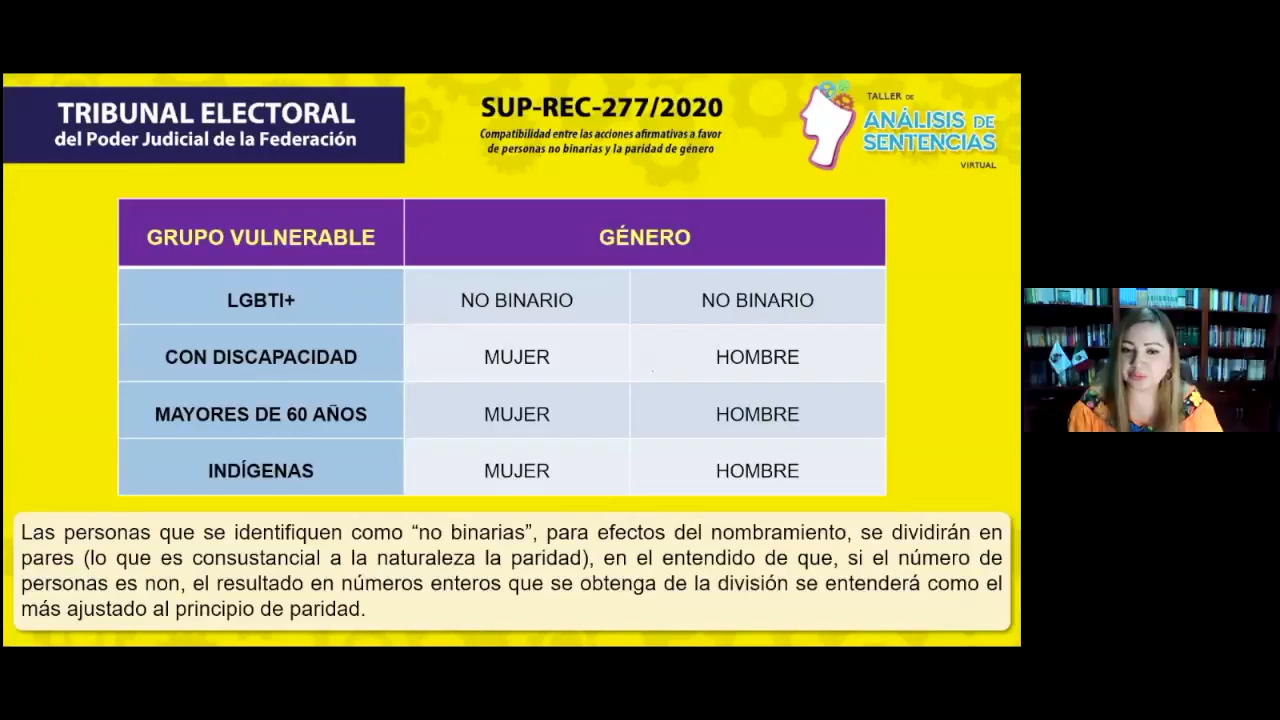 TRIBUNAL ELECTORAL
del Poder Judicial de la Federación
SUP-REC-277/2020
Compatibilidad entre las acciones afirmativas a favor
de personas no binarias y la paridad de género
TALLER DE
ANÁLISIS DE
SENTENCIAS
VIRTUAL
GRUPO VULNERABLE GÉNERO
LGBTI+ NO BINARIO NO BINARIO
CON DISCAPACIDAD MUJER HOMBRE
MAYORES DE 60 AÑOS MUJER HOMBRE
INDÍGENAS MUJER HOMBRE
Las personas que se identifiquen como “no binarias”, para efectos del nombramiento, se dividirán en
pares (lo que es consustancial a la naturaleza la paridad), en el entendido de que, si el número de
personas es non, el resultado en números enteros que se obtenga de la división se entenderá como el
más ajustado al principio de paridad.